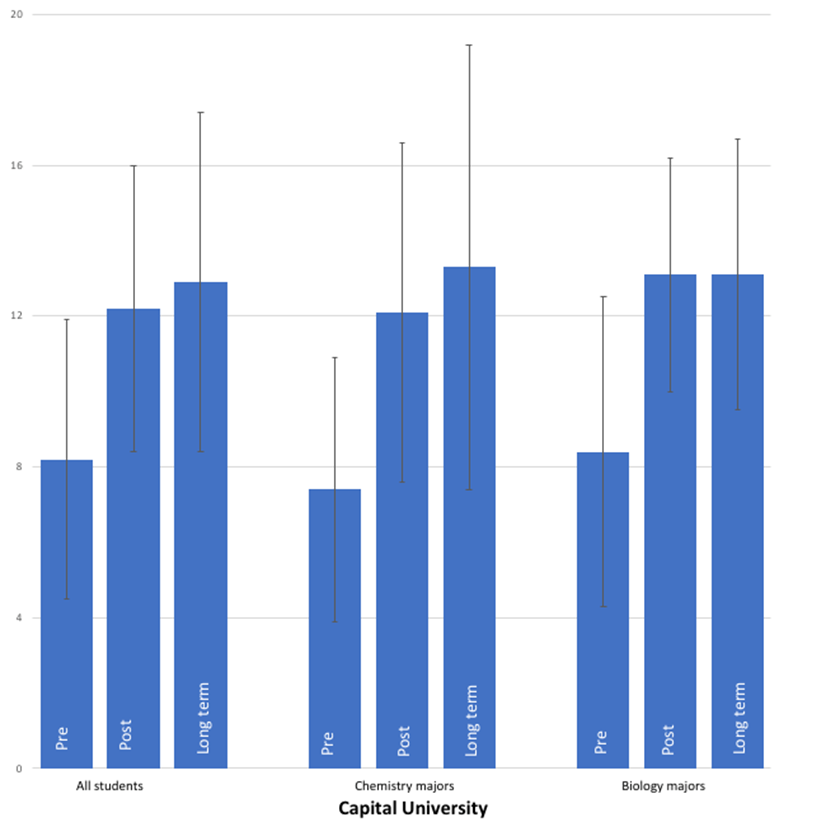 20
16
12
8
4
0
Pre
Post
Long term
Pre
Post
Long term
Pre
Post
Long term
All students
Chemistry majors
Biology majors
Capital University